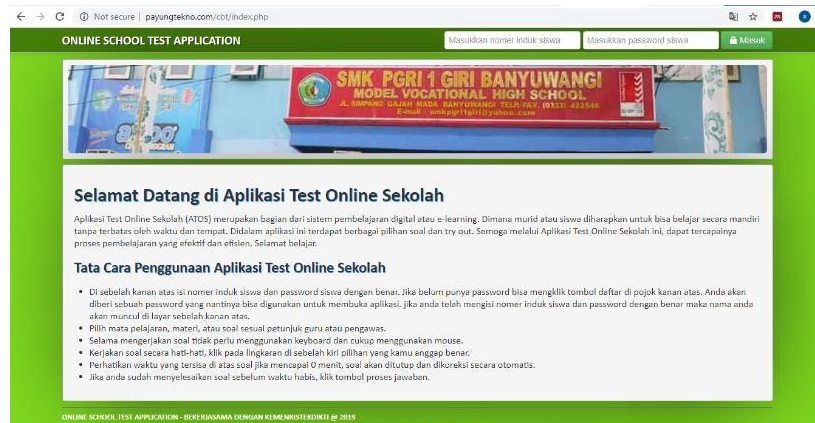 Not secure | payungtekno.com/cbt/index.php
ONLINE SCHOOL TEST APPLICATION
Masukkan nomer induk siswa
Masukkan password siswa
Masuk
SMK PGRI 1 GIRI BANYUWANGI
MODEL VOCATIONAL HIGH SCHOOL
JL. SIMPANG GAJAH MADA BANYUWANGI TELP/FAX. (0333) 422546
E-mail : smkpgri1giri@yahoo.com
Selamat Datang di Aplikasi Test Online Sekolah
Aplikasi Test Online Sekolah (ATOS) merupakan bagian dari sistem pembelajaran digital atau e-learning. Dimana murid atau siswa diharapkan untuk bisa belajar secara mandiri
tanpa terbatas oleh waktu dan tempat. Didalam aplikasi ini terdapat berbagai pilihan soal dan try out. Semoga melalui Aplikasi Test Online Sekolah ini, dapat tercapainya
proses pembelajaran yang efektif dan efisien. Selamat belajar.
Tata Cara Penggunaan Aplikasi Test Online Sekolah
• Di sebelah kanan atas isi nomer induk siswa dan password siswa dengan benar. Jika belum punya password bisa mengklik tombol daftar di pojok kanan atas. Anda akan
diberi sebuah password yang nantinya bisa digunakan untuk membuka aplikasi. jika anda telah mengisi nomer induk siswa dan password dengan benar maka nama anda
akan muncul di layar sebelah kanan atas.
• Pilih mata pelajaran, materi, atau soal sesuai petunjuk guru atau pengawas.
• Selama mengerjakan soal tidak perlu menggunakan keyboard dan cukup menggunakan mouse.
• Kerjakan soal secara hati-hati, klik pada lingkaran di sebelah kiri pilihan yang kamu anggap benar.
• Perhatikan waktu yang tersisa di atas soal jika mencapai 0 menit, soal akan ditutup dan dikoreksi secara otomatis.
• Jika anda sudah menyelesaikan soal sebelum waktu habis, klik tombol proses jawaban.
ONLINE SCHOOL TEST APPLICATION - BEKERJASAMA DENGAN KEMENRISTEKDIKTI @ 2019